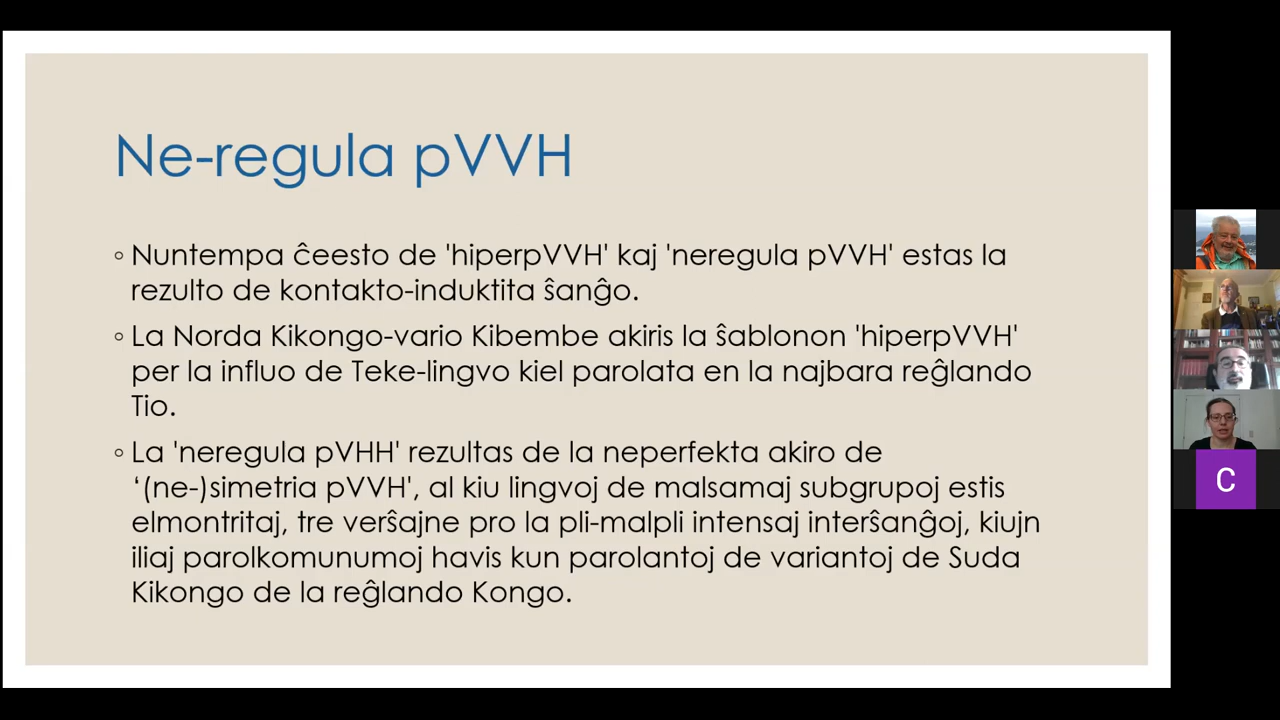 Ne-regula pVVH
◦ Nuntempa ĉeesto de 'hiperpVVH' kaj 'neregula pVVH' estas la
rezulto de kontakto-induktita ŝanĝo.
◦ La Norda Kikongo-vario Kibembe akiris la ŝablonon 'hiperpVVH'
per la influo de Teke-lingvo kiel parolata en la najbara reĝlando
Tio.
◦ La 'neregula pVHH' rezultas de la neperfekta akiro de
‘(ne-)simetria pVVH', al kiu lingvoj de malsamaj subgrupoj estis
elmontritaj, tre verŝajne pro la pli-malpli intensaj interŝanĝoj, kiujn
iliaj parolkomunumoj havis kun parolantoj de variantoj de Suda
Kikongo de la reĝlando Kongo.
C